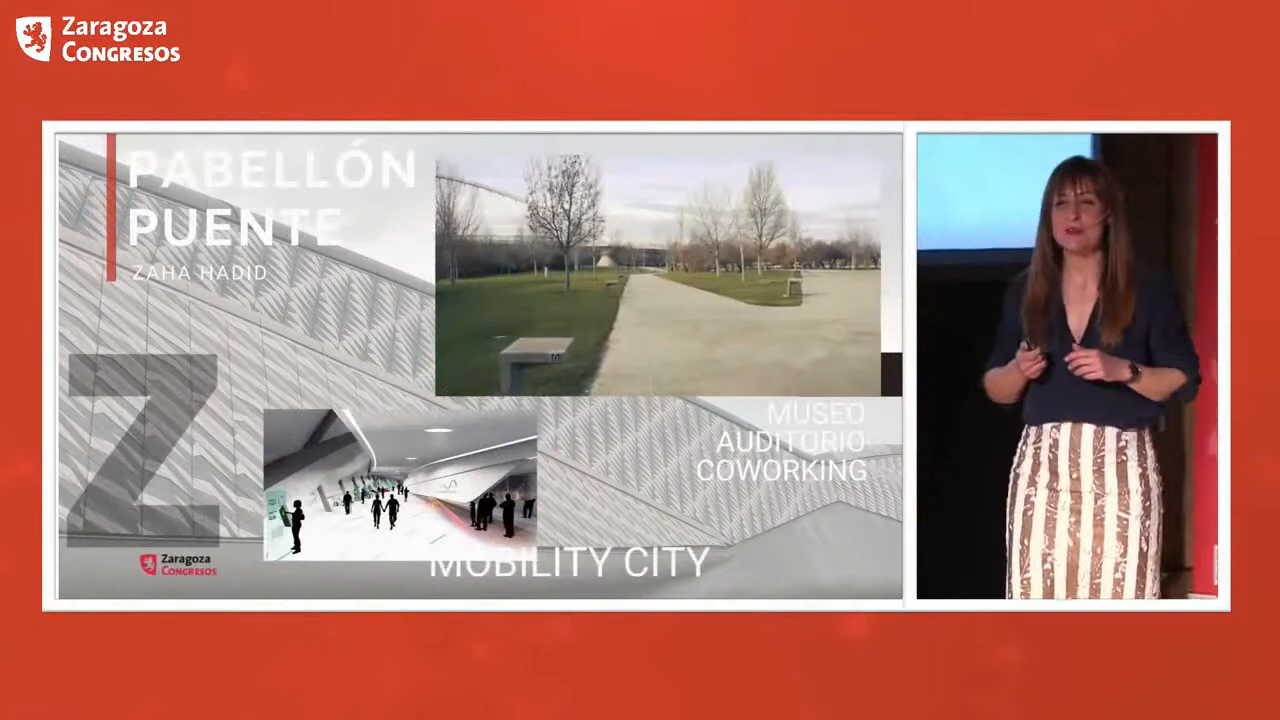 Zaragoza
CONGRESOS
PABELLÓN
PUENTE
ZAHA HADID
Z
MUSEO
AUDITORIO
COWORKING
MOBILITY CITY
Zaragoza
CONGRESOS